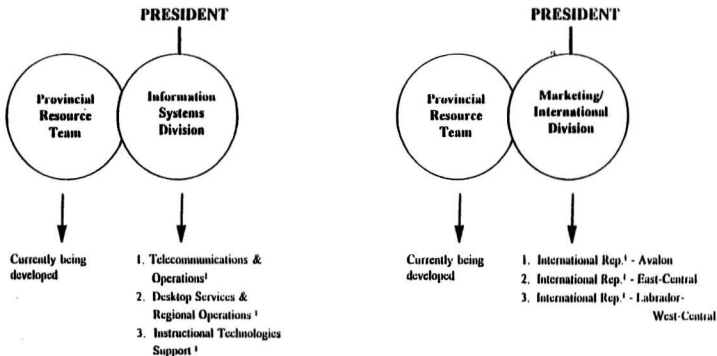 PRESIDENT
Provincial
Resource
Team
Information
Systems
Division
Currently being
developed
1. Telecommunications &
Operations¹
2. Desktop Services &
Regional Operations ¹
3. Instructional Technologies
Support ¹
PRESIDENT
Provincial
Resource
Team
Marketing/
International
Division
Currently being
developed
1. International Rep.¹ - Avalon
2. International Rep.¹ - East-Central
3. International Rep.¹ - Labrador-
West-Central